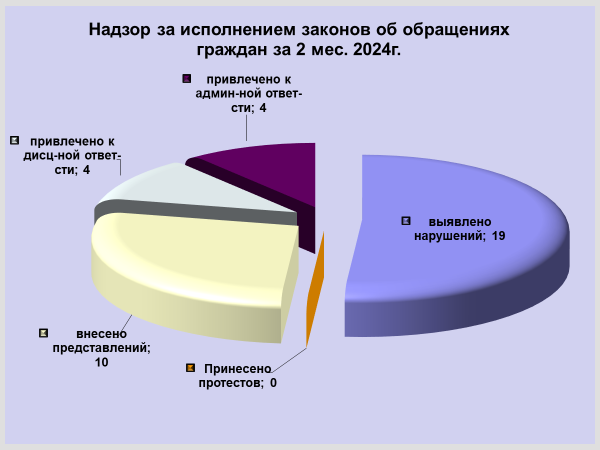 Надзор за исполнением законов об обращениях
граждан за 2 мес. 2024г.
привлечено к
админ-ной ответ-
сти; 4
привлечено к
дисц-ной ответ-
сти; 4
выявлено
нарушений; 19
внесено
представлений;
10
Принесено
протестов; 0